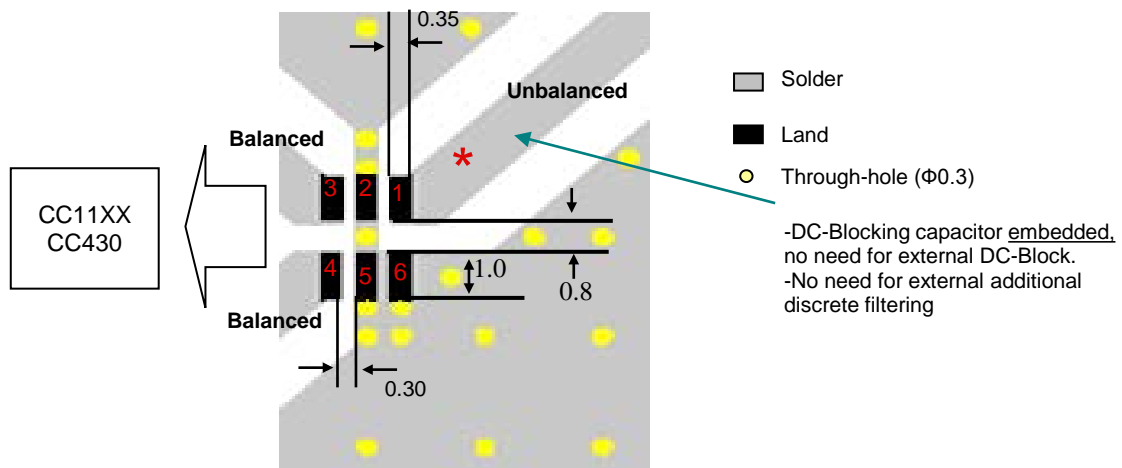 0.35
Unbalanced
Balanced
*
3
2
1
CC11XX
CC430
4
5
6
1.0
0.8
Balanced
0.30
Solder
Land
Through-hole (Φ0.3)
-DC-Blocking capacitor embedded,
no need for external DC-Block.
-No need for external additional
discrete filtering